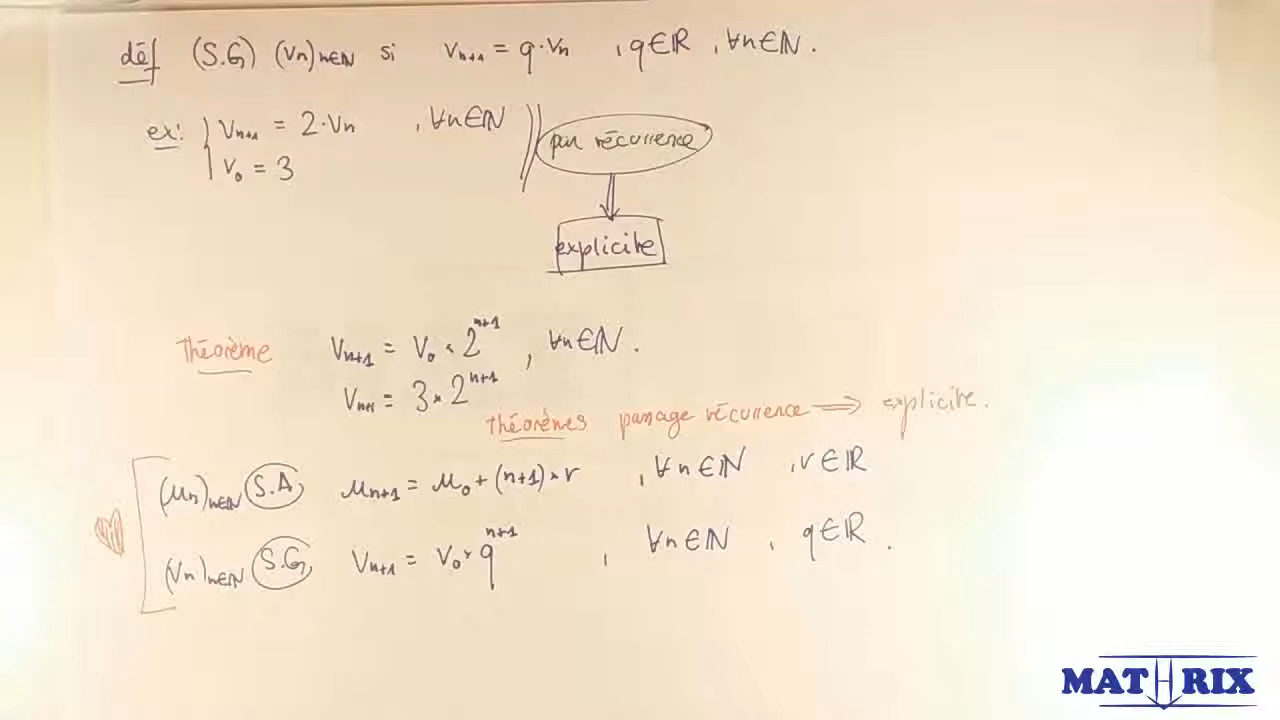 déf (S.G) (Vn)n∈ℕ si Vn+1 = q·Vn , q∈ℝ , ∀n∈ℕ.
ex: { Vn+1 = 2·Vn , ∀n∈ℕ
V0 = 3
par récurrence
explicite
Théorème Vn+1 = V0 × 2^n+1 , ∀n∈ℕ.
Vn+1 = 3 × 2^n+1
Théorèmes passage récurrence ⟹ explicite.
(Un)n∈ℕ S.A Un+1 = U0 + (n+1) × r , ∀n∈ℕ , r∈ℝ
(Vn)n∈ℕ S.G Vn+1 = V0 × q^n+1 , ∀n∈ℕ , q∈ℝ.
MATHRIX